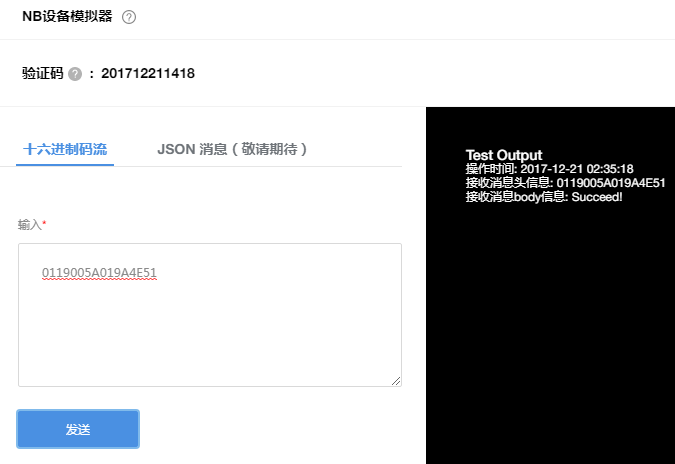 NB设备模拟器 ?
验证码 ? ： 201712211418
十六进制码流
JSON 消息 ( 敬请期待 )
输入*
0119005A019A4E51
发送
Test Output
操作时间: 2017-12-21 02:35:18
接收消息头信息: 0119005A019A4E51
接收消息body信息: Succeed!